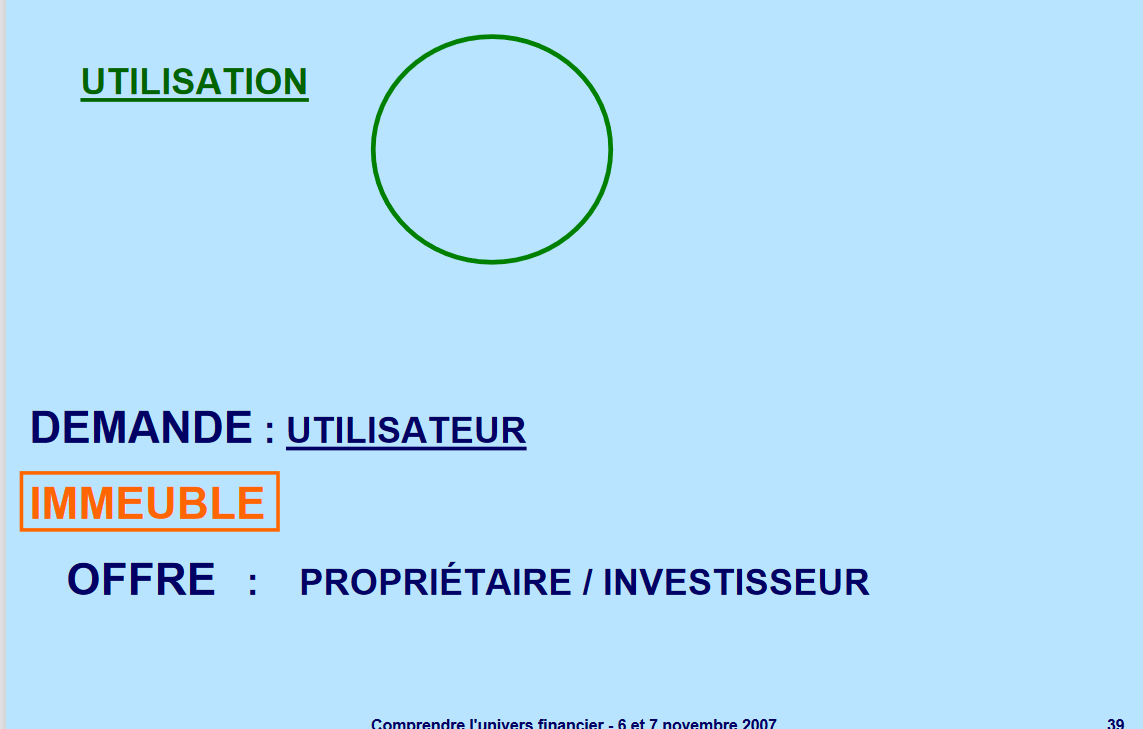 UTILISATION
DEMANDE : UTILISATEUR
IMMEUBLE
OFFRE : PROPRIÉTAIRE / INVESTISSEUR
Comprendre l'univers financier - 6 et 7 novembre 2007 39